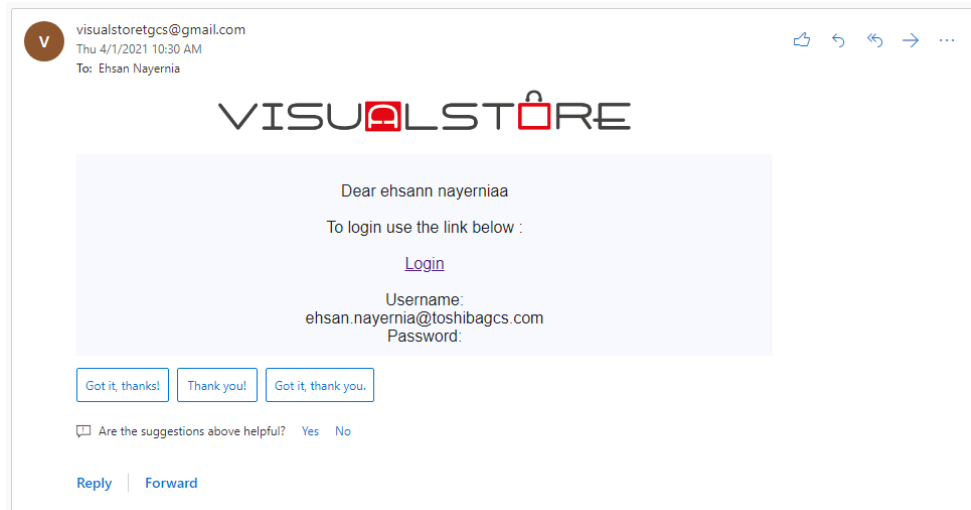 V
visualstoretgcs@gmail.com
Thu 4/1/2021 10:30 AM
To: Ehsan Nayernia
VISUALSTORE
Dear ehsann nayerniaa
To login use the link below :
Login
Username:
ehsan.nayernia@toshibagcs.com
Password:
Got it, thanks! Thank you! Got it, thank you.
Are the suggestions above helpful? Yes No
Reply Forward